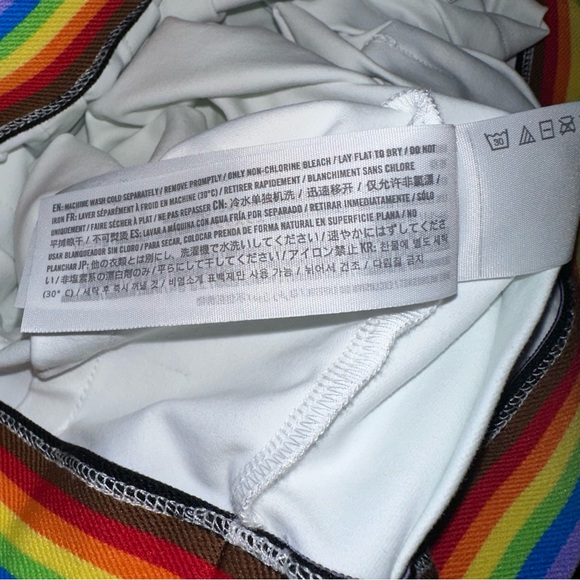 EN: MACHINE WASH COLD SEPARATELY / REMOVE PROMPTLY / ONLY NON-CHLORINE BLEACH / LAY FLAT TO DRY / DO NOT
IRON FR: LAVER SÉPARÉMENT À FROID EN MACHINE (30°C) / RETIRER RAPIDEMENT / BLANCHIMENT SANS CHLORE
UNIQUEMENT / FAIRE SÉCHER À PLAT / NE PAS REPASSER CN: 冷水单独机洗 / 迅速移开 / 仅允许非氯漂 /
平摊晾干 / 不可熨烫 ES: LAVAR A MÁQUINA CON AGUA FRÍA POR SEPARADO / RETIRAR INMEDIATAMENTE / SÓLO
USAR BLANQUEADOR SIN CLORO / PARA SECAR, COLOCAR PRENDA DE FORMA NATURAL EN SUPERFICIE PLANA / NO
PLANCHAR JP: 他の衣類とは別にし、洗濯機で水洗いしてください / 速やかにはずしてくださ
い / 非塩素系の漂白剤のみ / 平らにして干してください / アイロン禁止 KR: 찬물에 별도 세탁
(30° C) / 세탁 후 즉시 꺼낼 것 / 비염소계 표백제만 사용 가능 / 뉘어서 건조 / 다림질 금지
30